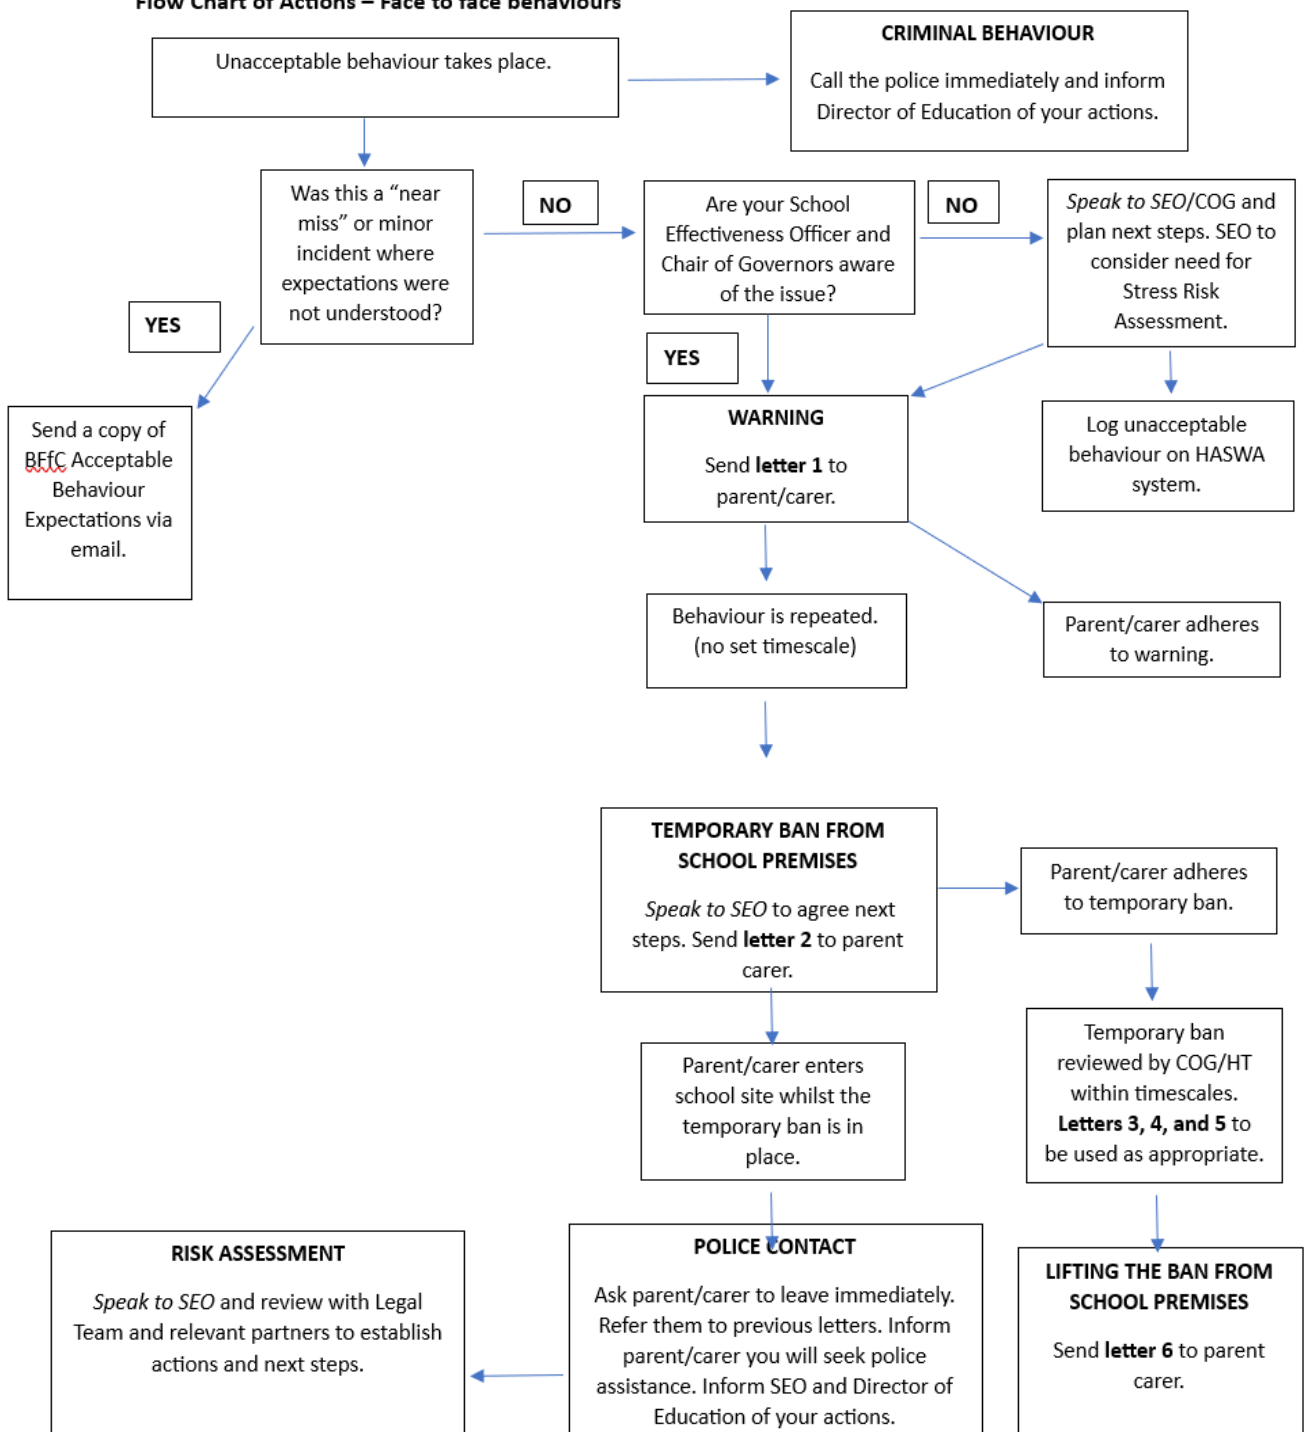 Flow Chart of Actions – Face to face behaviours
Unacceptable behaviour takes place.
CRIMINAL BEHAVIOUR
Call the police immediately and inform
Director of Education of your actions.
Was this a “near
miss” or minor
incident where
expectations were
not understood?
NO
Are your School
Effectiveness Officer and
Chair of Governors aware
of the issue?
NO
Speak to SEO/COG and
plan next steps. SEO to
consider need for
Stress Risk
Assessment.
YES
Send a copy of
BFfC Acceptable
Behaviour
Expectations via
email.
YES
WARNING
Send letter 1 to
parent/carer.
Log unacceptable
behaviour on HASWA
system.
Behaviour is repeated.
(no set timescale)
Parent/carer adheres
to warning.
TEMPORARY BAN FROM
SCHOOL PREMISES
Speak to SEO to agree next
steps. Send letter 2 to parent
carer.
Parent/carer adheres
to temporary ban.
Parent/carer enters
school site whilst the
temporary ban is in
place.
Temporary ban
reviewed by COG/HT
within timescales.
Letters 3, 4, and 5 to
be used as appropriate.
RISK ASSESSMENT
Speak to SEO and review with Legal
Team and relevant partners to establish
actions and next steps.
POLICE CONTACT
Ask parent/carer to leave immediately.
Refer them to previous letters. Inform
parent/carer you will seek police
assistance. Inform SEO and Director of
Education of your actions.
LIFTING THE BAN FROM
SCHOOL PREMISES
Send letter 6 to parent
carer.